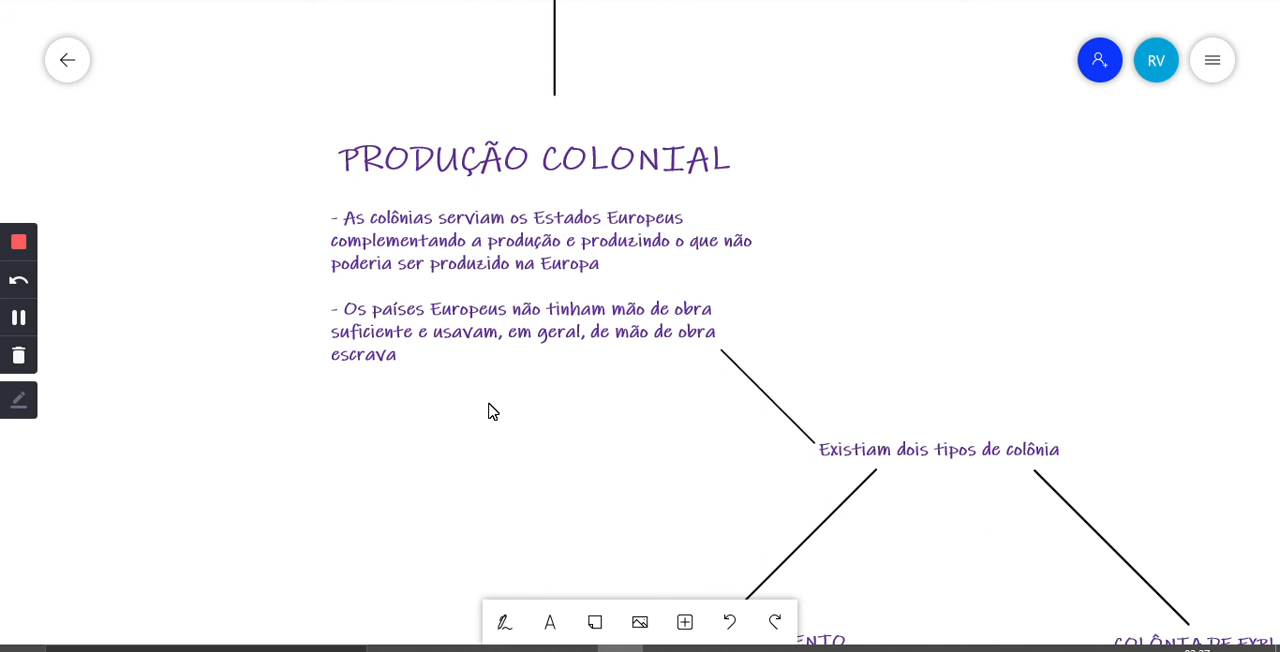 RV
PRODUÇÃO COLONIAL
- As colônias serviam os Estados Europeus
complementando a produção e produzindo o que não
poderia ser produzido na Europa
- Os países Europeus não tinham mão de obra
suficiente e usavam, em geral, de mão de obra
escrava
Existiam dois tipos de colônia
COLÔNIA DE